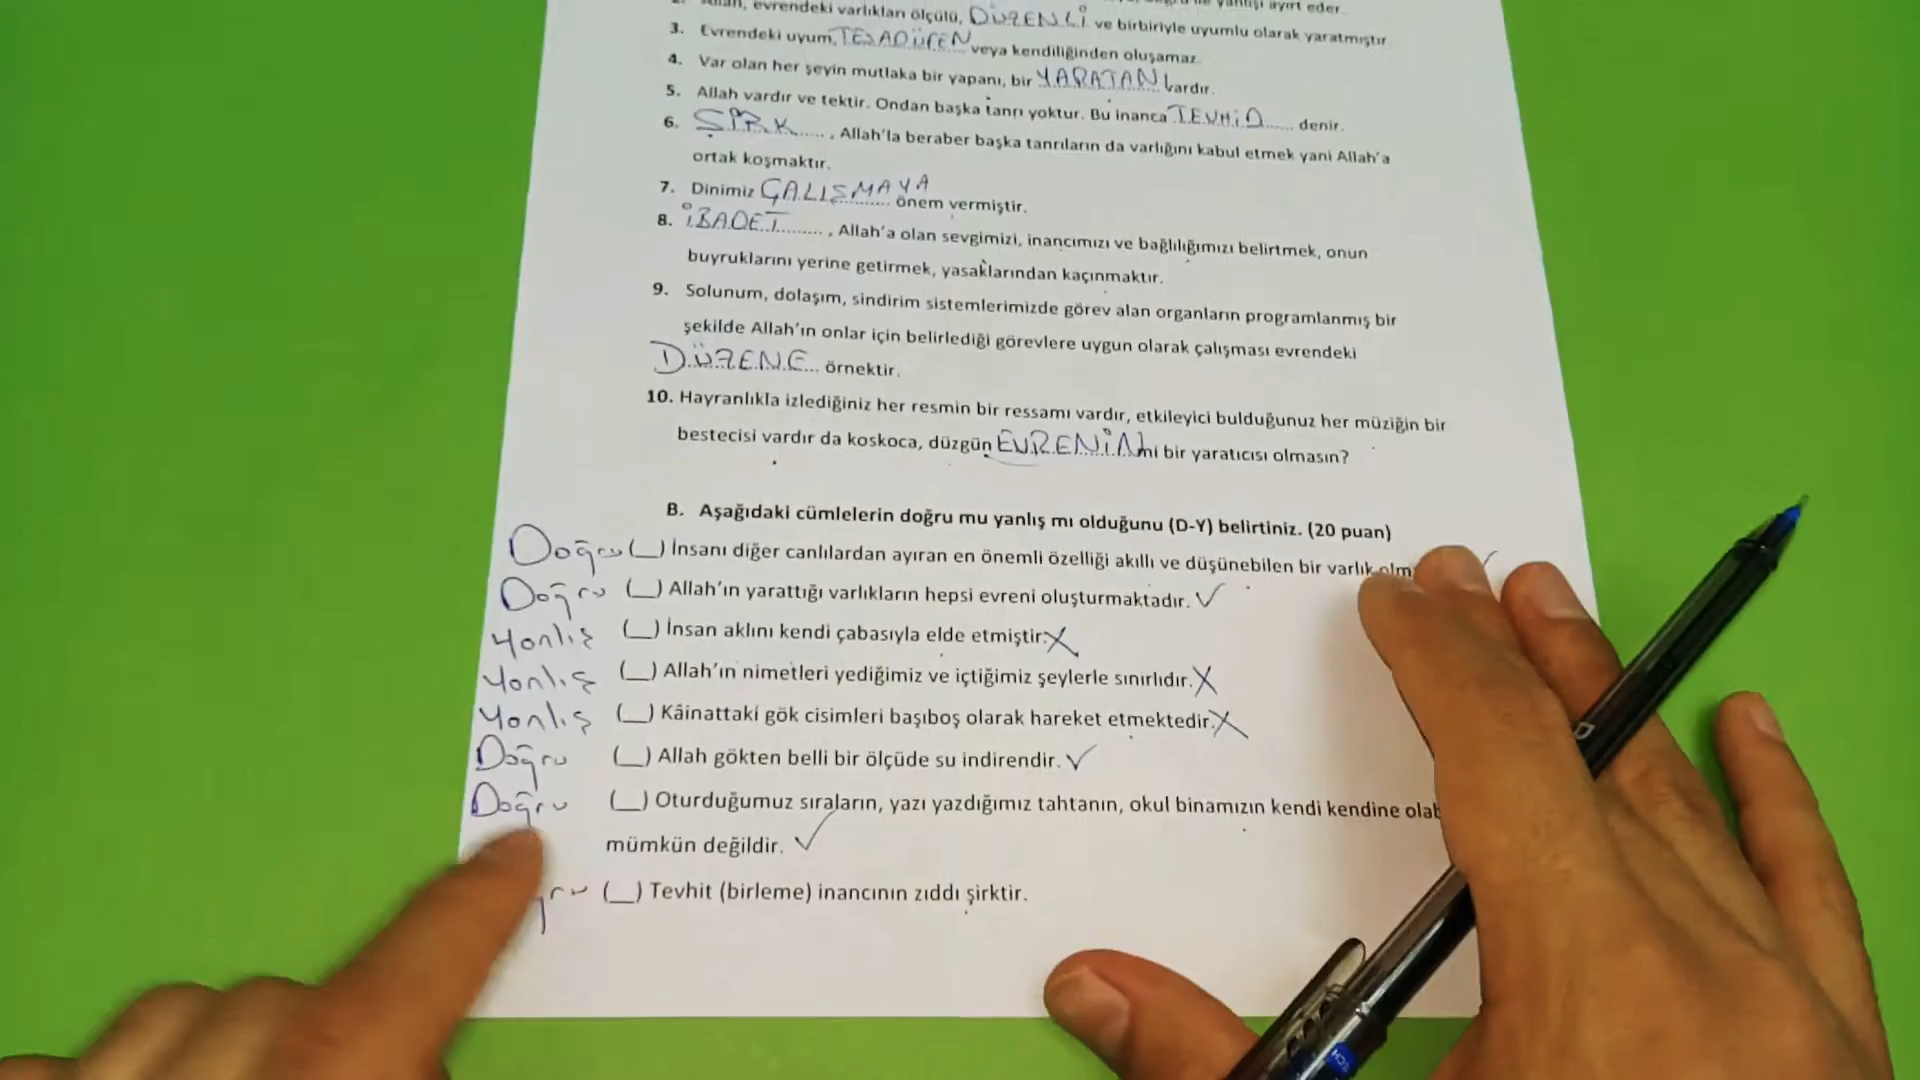 evrendeki varlıkları ölçülü, DÜZENLİ ve birbiriyle uyumlu olarak yaratmıştır.
3. Evrendeki uyum, TESADÜFEN veya kendiliğinden oluşamaz.
4. Var olan her şeyin mutlaka bir yapanı, bir YARATANI vardır.
5. Allah vardır ve tektir. Ondan başka tanrı yoktur. Bu inanca TEVHİD denir.
6. ŞİRK , Allah'la beraber başka tanrıların da varlığını kabul etmek yani Allah'a
ortak koşmaktır.
7. Dinimiz ÇALIŞMAYA önem vermiştir.
8. İBADET , Allah'a olan sevgimizi, inancımızı ve bağlılığımızı belirtmek, onun
buyruklarını yerine getirmek, yasaklarından kaçınmaktır.
9. Solunum, dolaşım, sindirim sistemlerimizde görev alan organların programlanmış bir
şekilde Allah'ın onlar için belirlediği görevlere uygun olarak çalışması evrendeki
DÜZENE örnektir.
10. Hayranlıkla izlediğiniz her resmin bir ressamı vardır, etkileyici bulduğunuz her müziğin bir
bestecisi vardır da koskoca, düzgün EVRENİN mi bir yaratıcısı olmasın?
B. Aşağıdaki cümlelerin doğru mu yanlış mı olduğunu (D-Y) belirtiniz. (20 puan)
Doğru (__) İnsanı diğer canlılardan ayıran en önemli özelliği akıllı ve düşünebilen bir varlık
Doğru (__) Allah'ın yarattığı varlıkların hepsi evreni oluşturmaktadır. ✓
Yanlış (__) İnsan aklını kendi çabasıyla elde etmiştir. X
Yanlış (__) Allah'ın nimetleri yediğimiz ve içtiğimiz şeylerle sınırlıdır. X
Yanlış (__) Kâinattaki gök cisimleri başıboş olarak hareket etmektedir. X
Doğru (__) Allah gökten belli bir ölçüde su indirendir. ✓
Doğru (__) Oturduğumuz sıraların, yazı yazdığımız tahtanın, okul binamızın kendi kendine
mümkün değildir. ✓
(__) Tevhit (birleme) inancının zıddı şirktir.